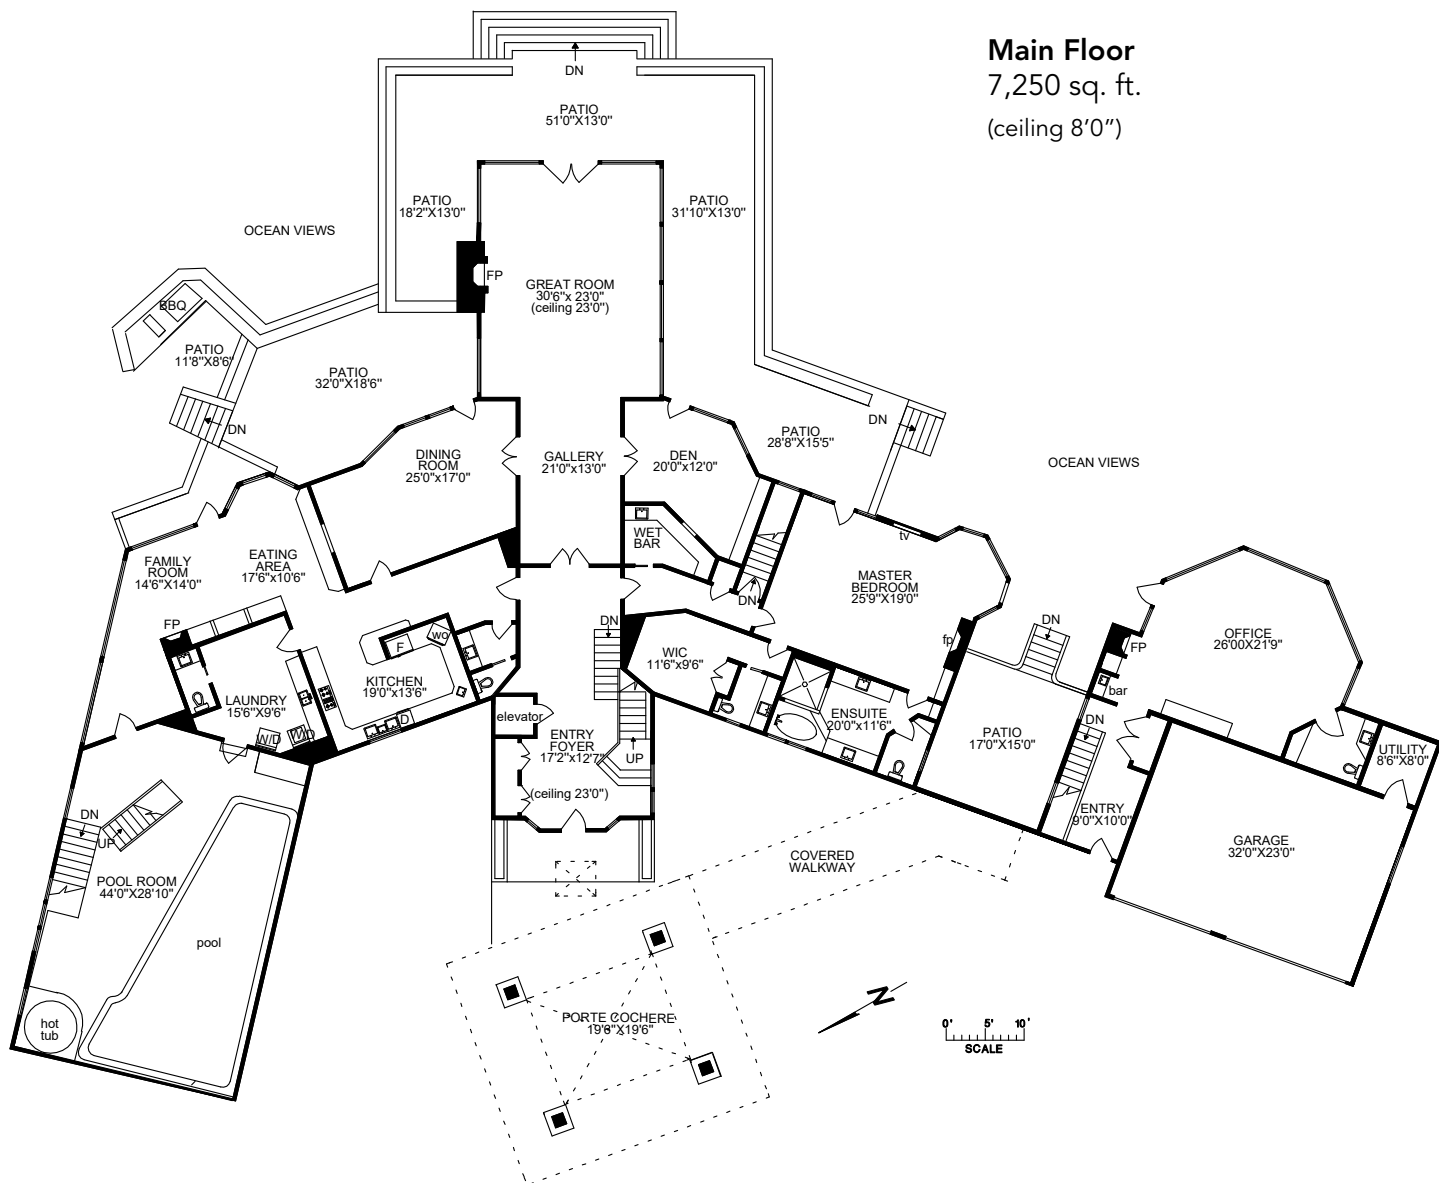 Main Floor
7,250 sq. ft.
(ceiling 8'0")
DN
PATIO
51'0"X13'0"
PATIO
18'2"X13'0"
PATIO
31'10"X13'0"
OCEAN VIEWS
FP
GREAT ROOM
30'6"x 23'0"
(ceiling 23'0")
BBQ
PATIO
11'8"X8'6"
PATIO
32'0"X18'6"
DN
DN
PATIO
28'8"X15'5"
OCEAN VIEWS
DINING
ROOM
25'0"x17'0"
GALLERY
21'0"x13'0"
DEN
20'0"x12'0"
WET
BAR
tv
FAMILY
ROOM
14'6"X14'0"
EATING
AREA
17'6"x10'6"
MASTER
BEDROOM
25'9"X19'0"
DN
FP
DN
DN
OFFICE
26'00X21'9"
F
WO
WIC
11'6"x9'6"
fp
FP
KITCHEN
19'0"x13'6"
LAUNDRY
15'6"X9'6"
bar
elevator
ENSUITE
20'0"x11'6"
DN
D
W/D
W/D
ENTRY
FOYER
17'2"x12'7"
UP
PATIO
17'0"X15'0"
UTILITY
8'6"X8'0"
(ceiling 23'0")
DN
UP
ENTRY
9'0"X10'0"
GARAGE
32'0"X23'0"
COVERED
WALKWAY
POOL ROOM
44'0"X28'10"
pool
hot
tub
PORTE COCHERE
19'6"X19'6"
N
0' 5' 10'
SCALE